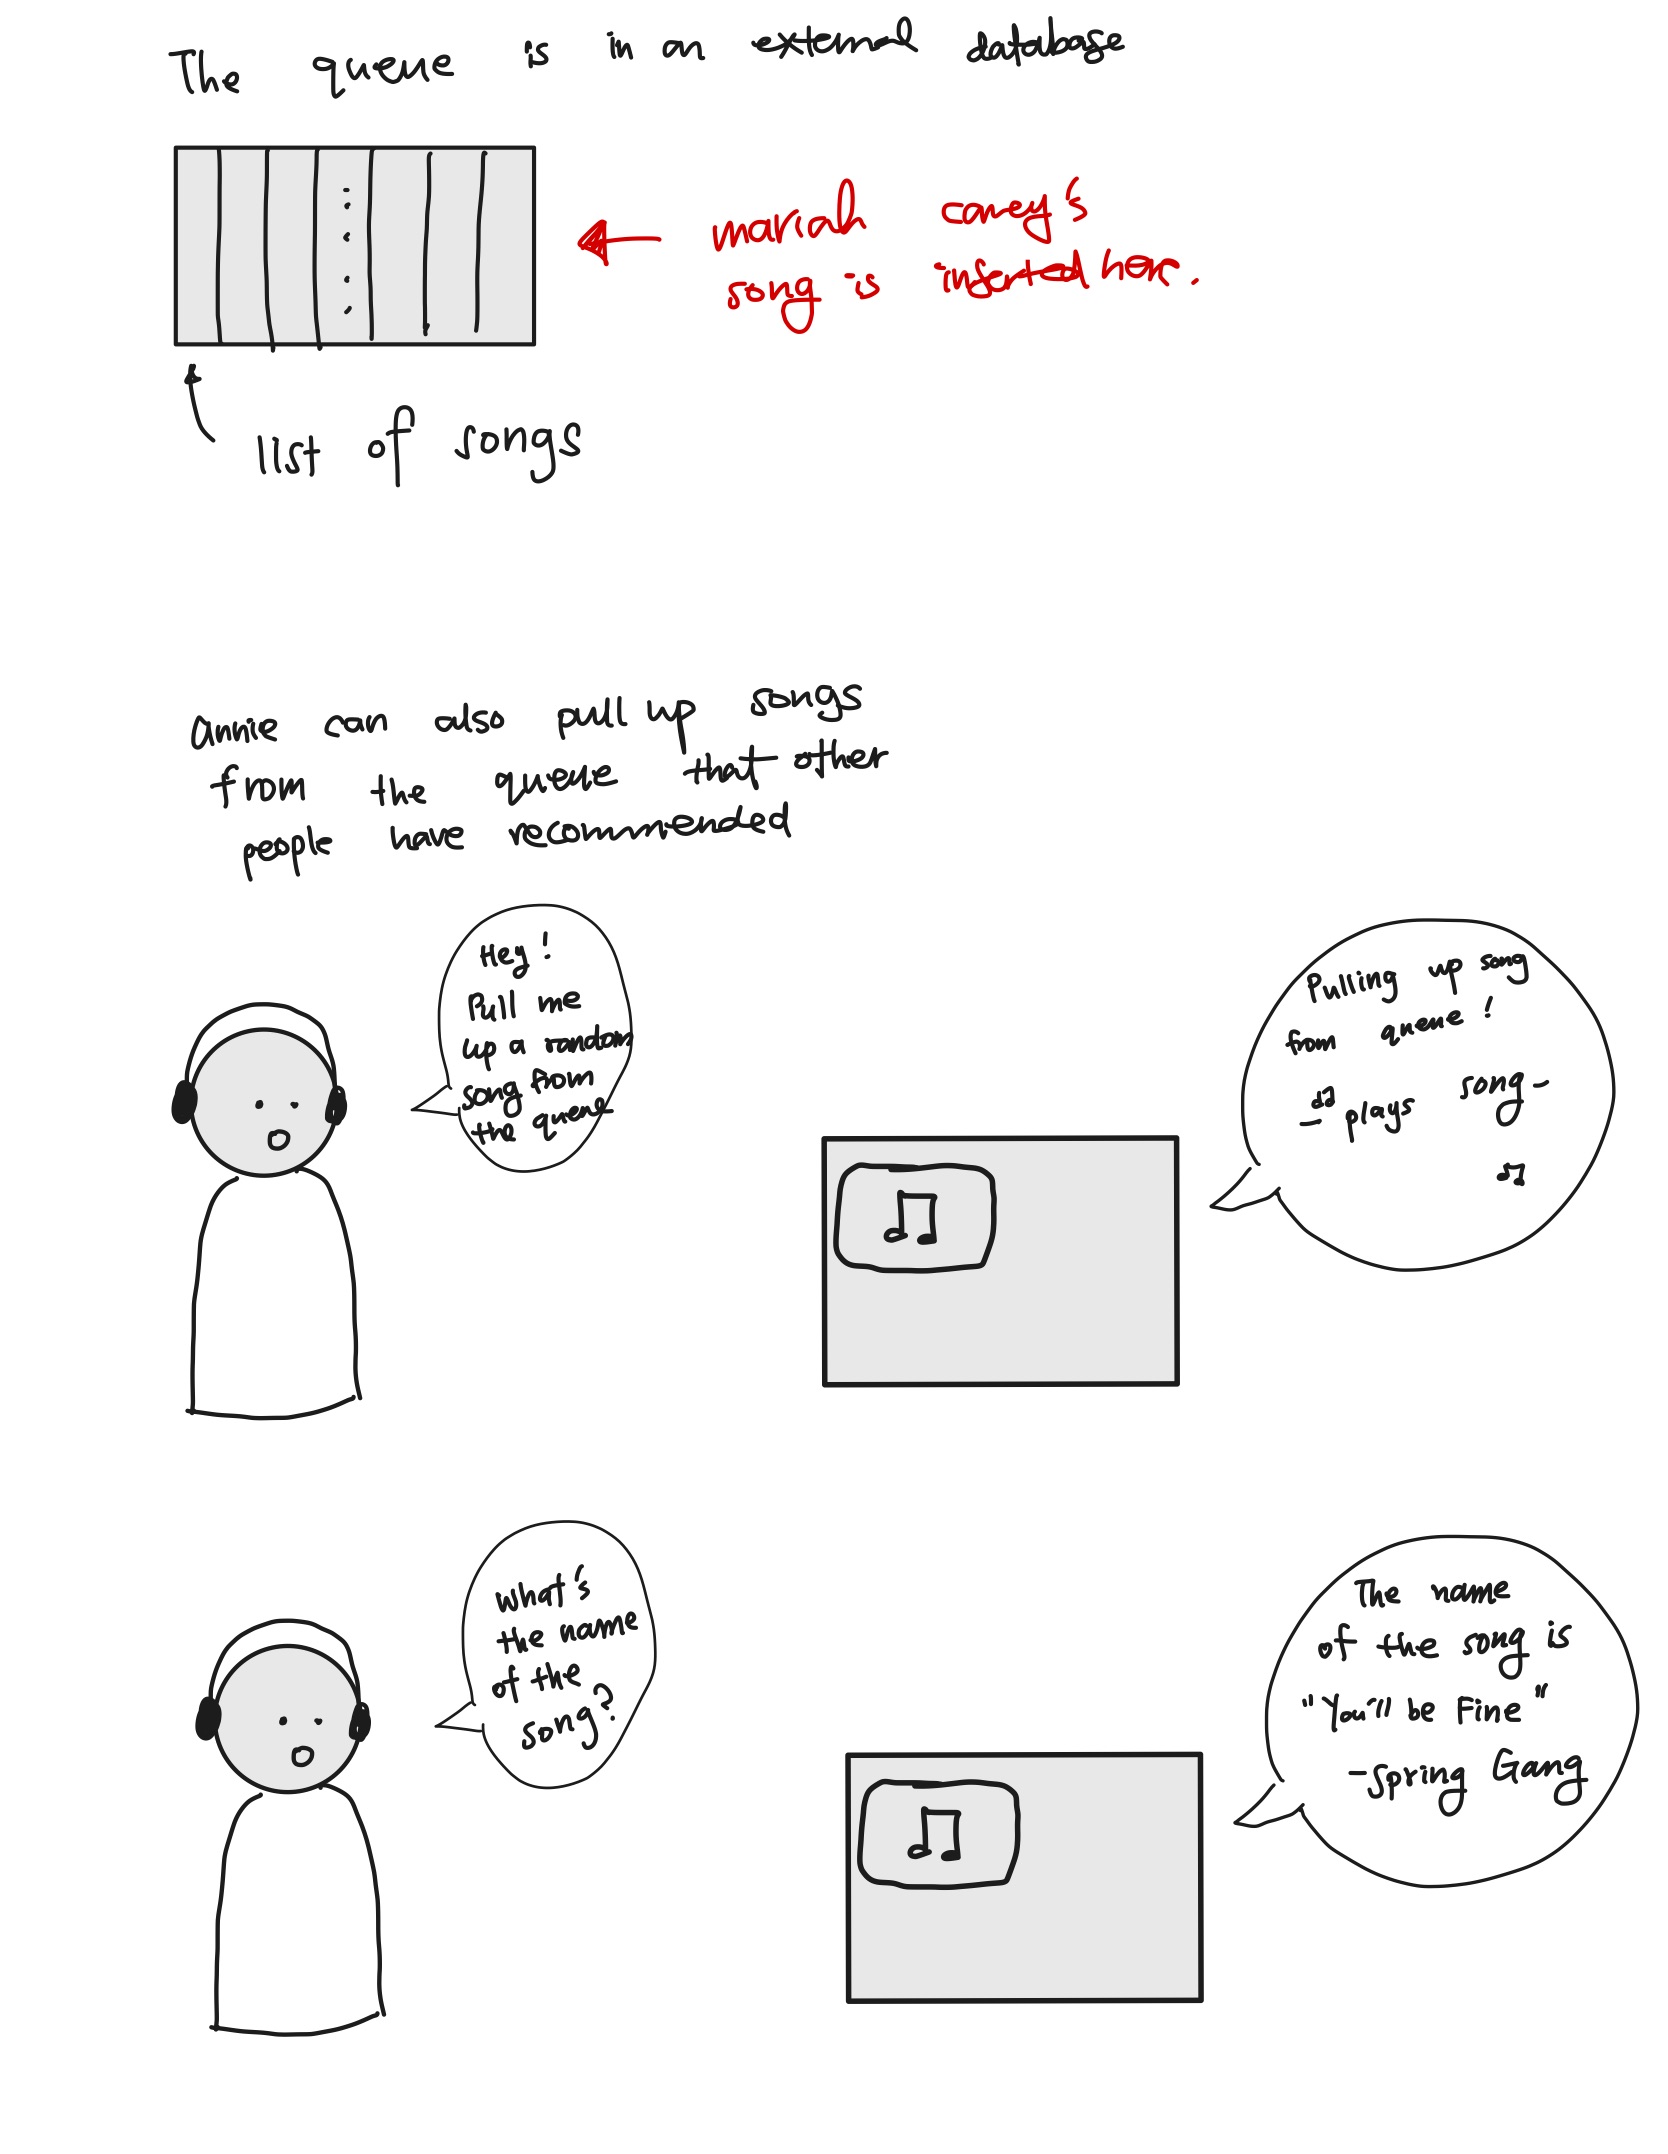 The queue is in an external database
mariah carey's
song is inserted here.
list of songs
annie can also pull up songs
from the queue that other
people have recommended
Hey!
Pull me
up a random
song from
the queue
Pulling up song
from queue!
- plays song -
What's
the name
of the
song?
The name
of the song is
"You'll be Fine"
- Spring Gang